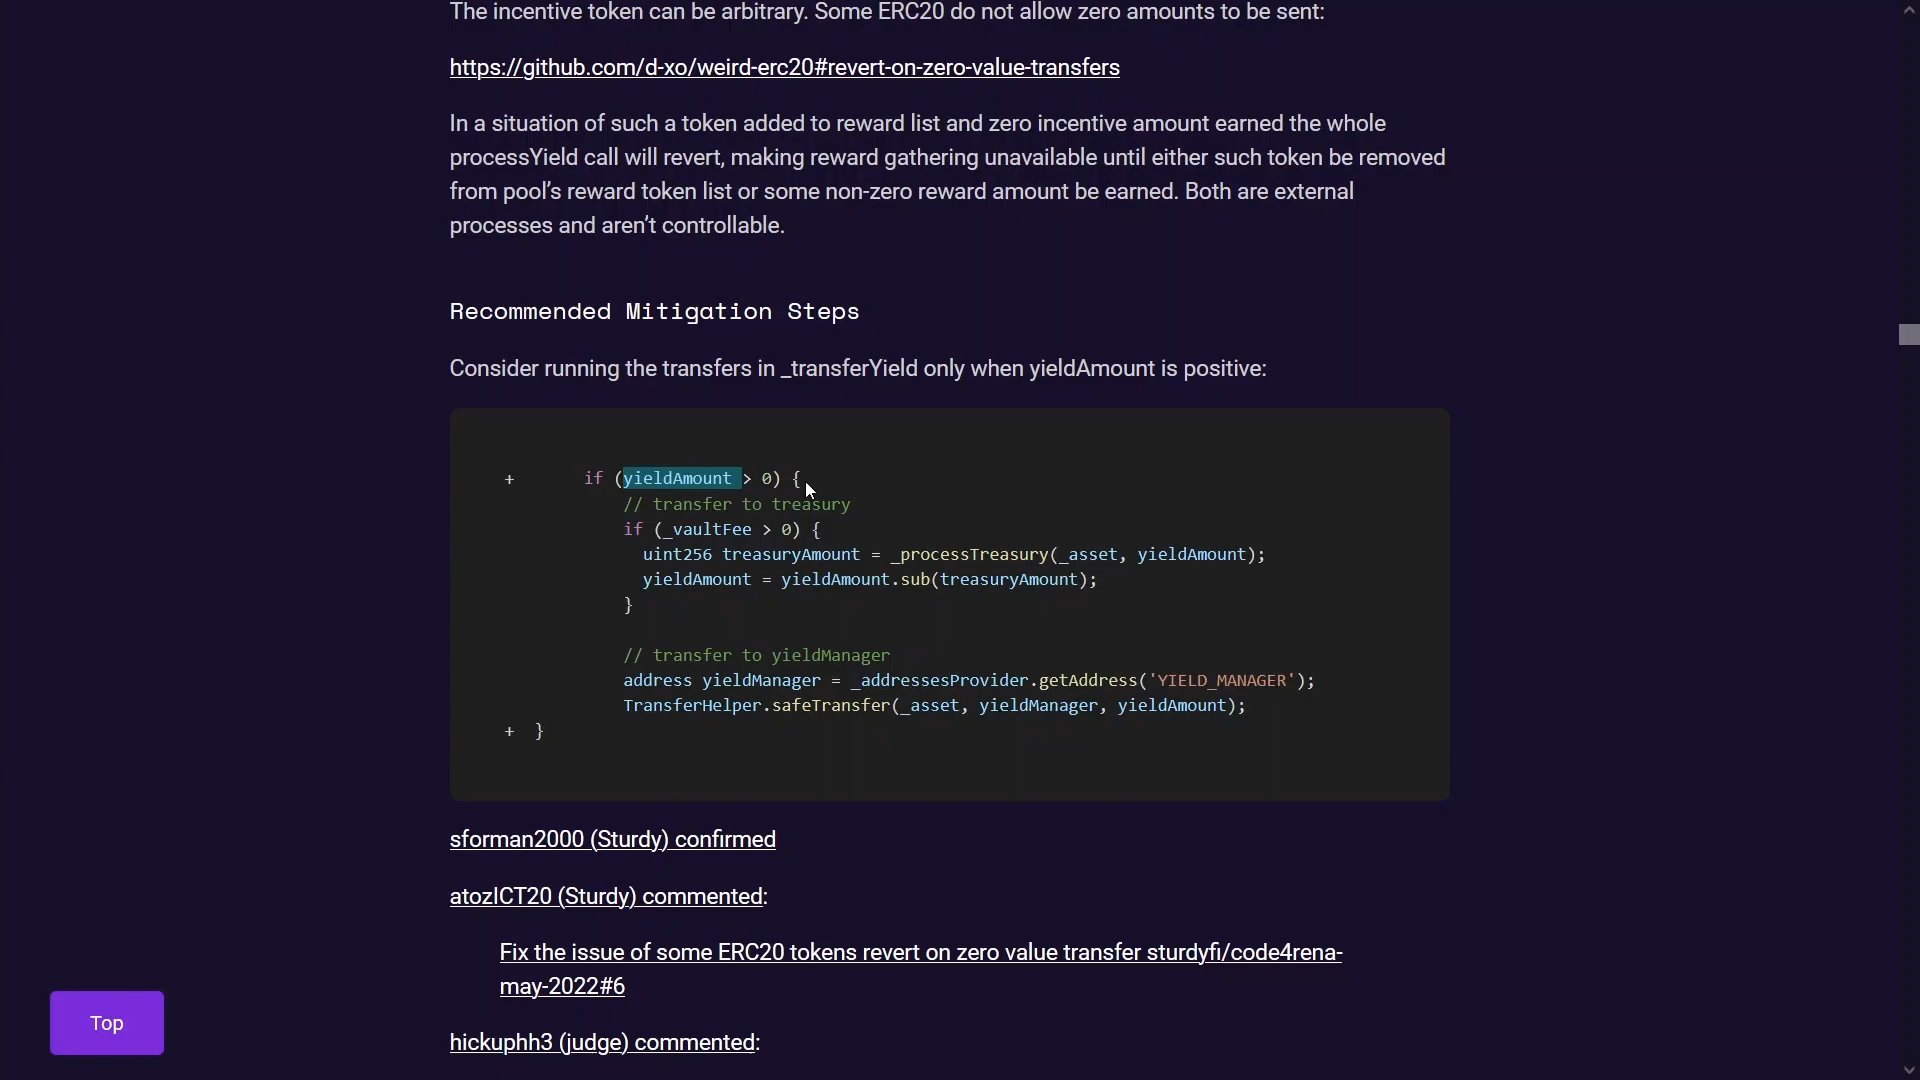 The incentive token can be arbitrary. Some ERC20 do not allow zero amounts to be sent:
https://github.com/d-xo/weird-erc20#revert-on-zero-value-transfers
In a situation of such a token added to reward list and zero incentive amount earned the whole
processYield call will revert, making reward gathering unavailable until either such token be removed
from pool’s reward token list or some non-zero reward amount be earned. Both are external
processes and aren’t controllable.
Recommended Mitigation Steps
Consider running the transfers in _transferYield only when yieldAmount is positive:
+ if (yieldAmount > 0) {
// transfer to treasury
if (_vaultFee > 0) {
uint256 treasuryAmount = _processTreasury(_asset, yieldAmount);
yieldAmount = yieldAmount.sub(treasuryAmount);
}
// transfer to yieldManager
address yieldManager = _addressesProvider.getAddress('YIELD_MANAGER');
TransferHelper.safeTransfer(_asset, yieldManager, yieldAmount);
+ }
sforman2000 (Sturdy) confirmed
atozICT20 (Sturdy) commented:
Fix the issue of some ERC20 tokens revert on zero value transfer sturdyfi/code4rena-
may-2022#6
Top
hickuphh3 (judge) commented: